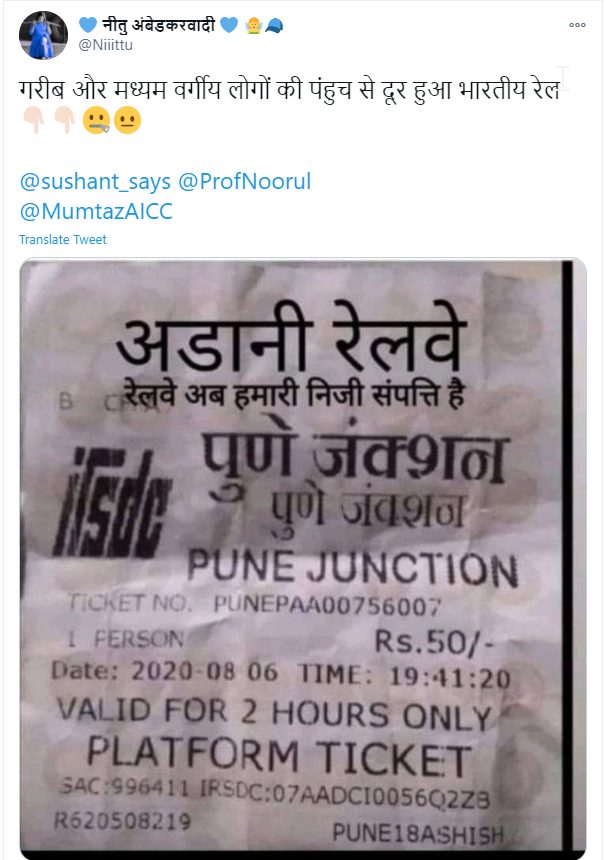 नीतु अंबेडकरवादी
@Niiittu
गरीब और मध्यम वर्गीय लोगों की पंहुच से दूर हुआ भारतीय रेल
@sushant_says @ProfNoorul
@MumtazAICC
Translate Tweet
अडानी रेलवे
रेलवे अब हमारी निजी संपत्ति है
irsdc
पुणे जंक्शन
पुणे जंक्शन
PUNE JUNCTION
TICKET NO. PUNEPAA00756007
1 PERSON Rs.50/-
Date: 2020-08-06 TIME: 19:41:20
VALID FOR 2 HOURS ONLY
PLATFORM TICKET
SAC:996411 IRSDC:07AADCI0056Q2Z8
R620508219
PUNE18ASHISH